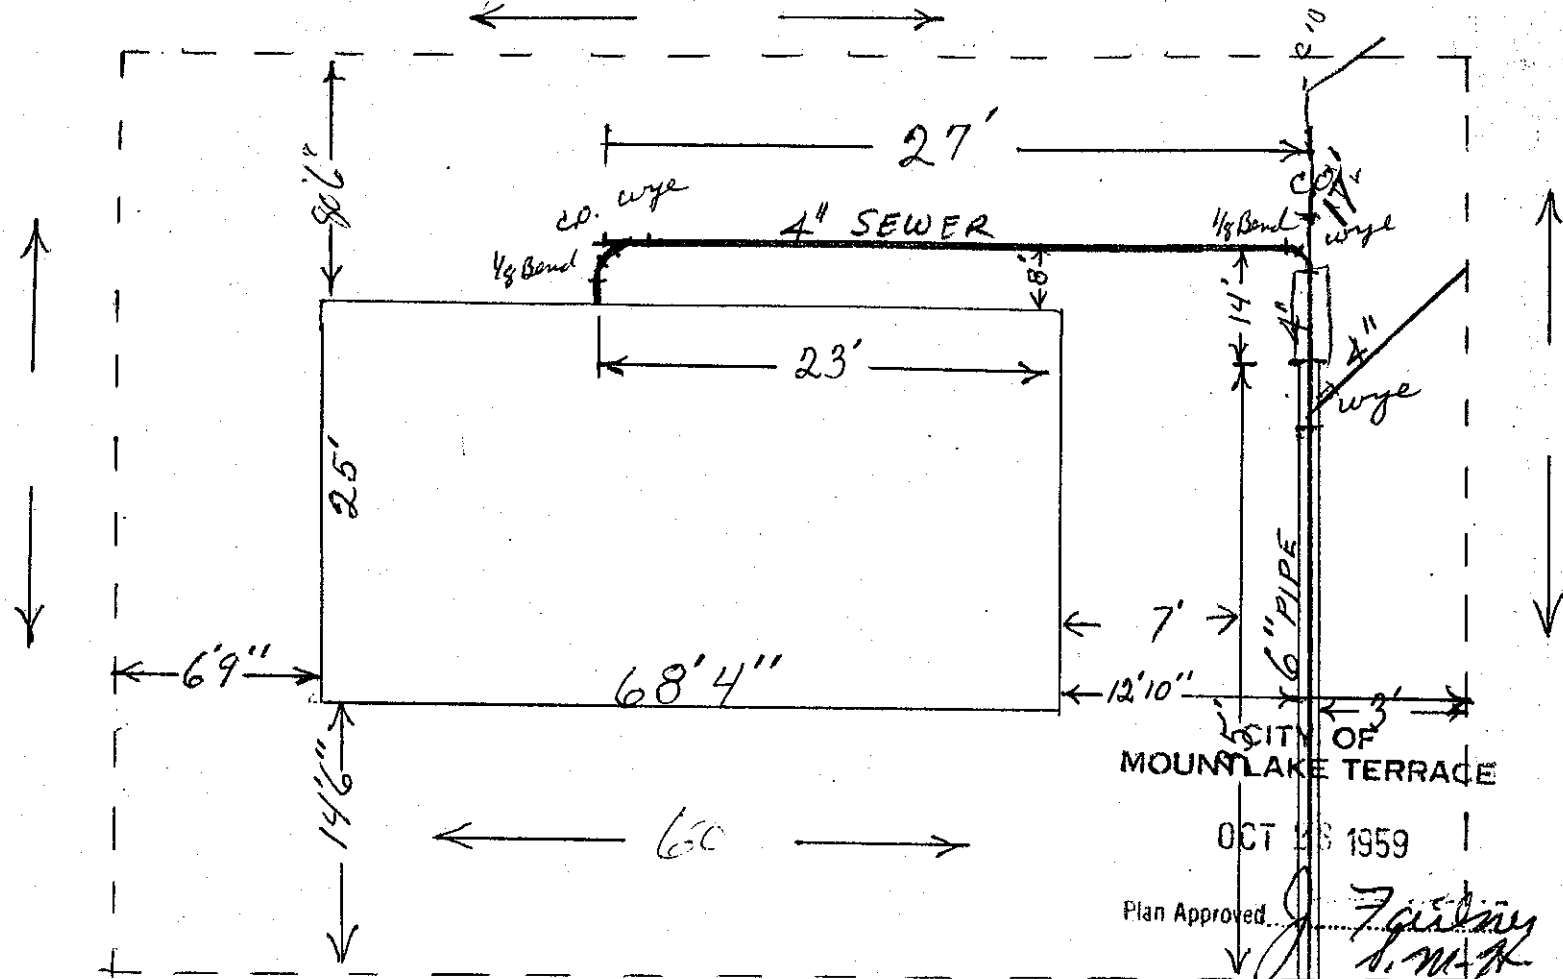 27'
c.o. wye
4" SEWER
1/8 Bend
wye
1/8 Bend
8'
14'
4"
4"
wye
23'
25'
6" PIPE
7'
6'9"
68'4"
12'10"
3'
35'
CITY OF
MOUNTLAKE TERRACE
14'6"
60
OCT 1959
Plan Approved